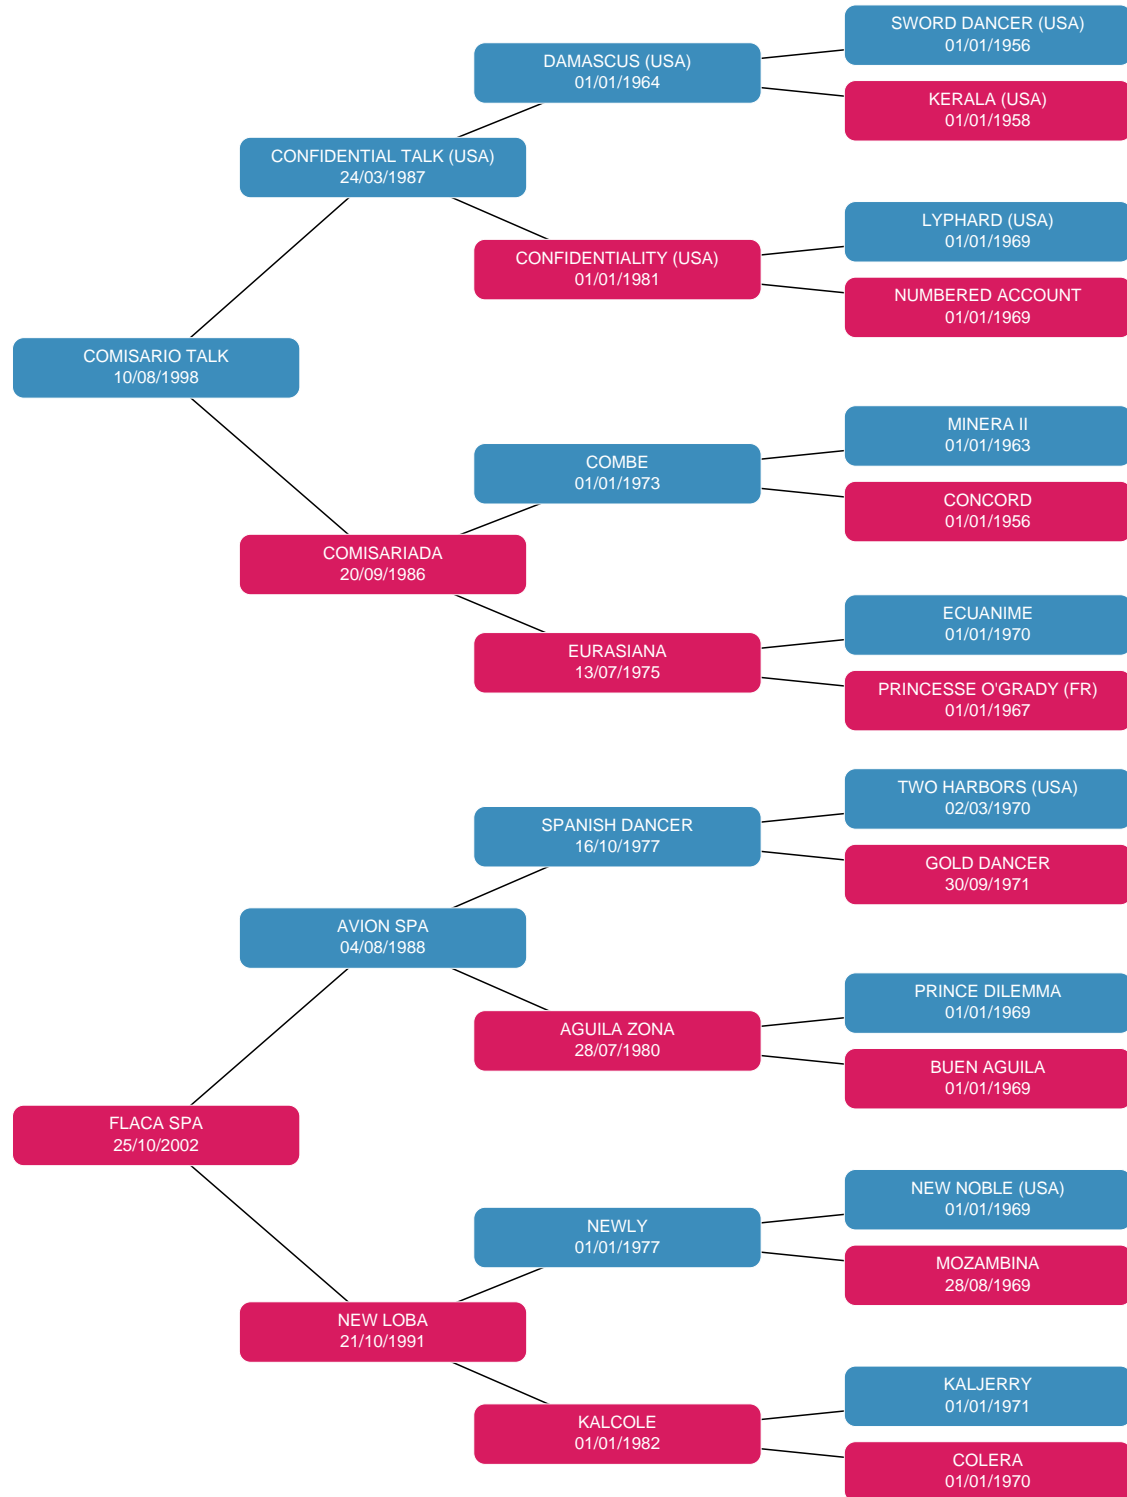 SWORD DANCER (USA)
01/01/1956
DAMASCUS (USA)
01/01/1964
KERALA (USA)
01/01/1958
CONFIDENTIAL TALK (USA)
24/03/1987
LYPHARD (USA)
01/01/1969
CONFIDENTIALITY (USA)
01/01/1981
NUMBERED ACCOUNT
01/01/1969
COMISARIO TALK
10/08/1998
MINERA II
01/01/1963
COMBE
01/01/1973
CONCORD
01/01/1956
COMISARIADA
20/09/1986
ECUANIME
01/01/1970
EURASIANA
13/07/1975
PRINCESSE O'GRADY (FR)
01/01/1967
TWO HARBORS (USA)
02/03/1970
SPANISH DANCER
16/10/1977
GOLD DANCER
30/09/1971
AVION SPA
04/08/1988
PRINCE DILEMMA
01/01/1969
AGUILA ZONA
28/07/1980
BUEN AGUILA
01/01/1969
FLACA SPA
25/10/2002
NEW NOBLE (USA)
01/01/1969
NEWLY
01/01/1977
MOZAMBINA
28/08/1969
NEW LOBA
21/10/1991
KALJERRY
01/01/1971
KALCOLE
01/01/1982
COLERA
01/01/1970